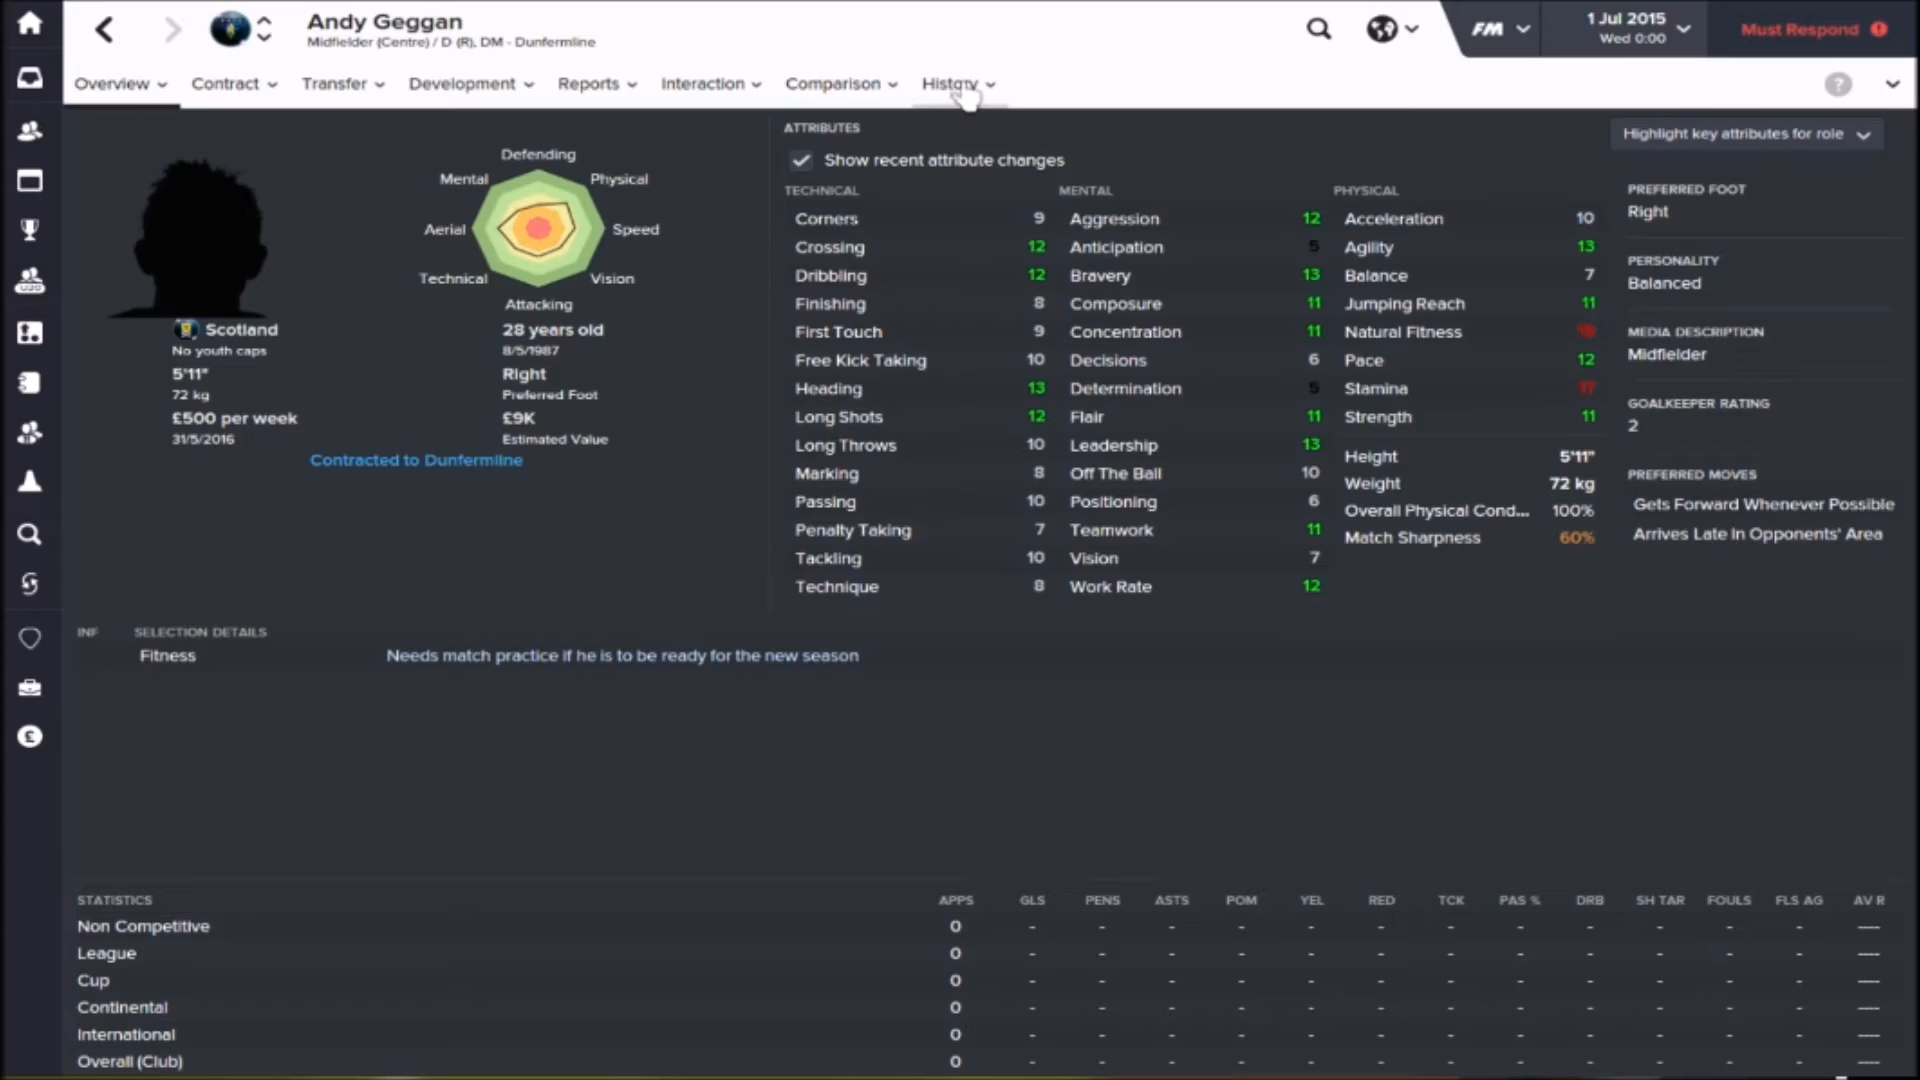 Andy Geggan
Midfielder (Centre) / D (R), DM - Dunfermline
FM
1 Jul 2015
Wed 0:00
Must Respond
Overview
Contract
Transfer
Development
Reports
Interaction
Comparison
History
?
Defending
Mental
Physical
Aerial
Speed
Technical
Vision
Attacking
Scotland
No youth caps
5'11"
72 kg
£500 per week
31/5/2016
28 years old
8/5/1987
Right
Preferred Foot
£9K
Estimated Value
Contracted to Dunfermline
ATTRIBUTES
Show recent attribute changes
Highlight key attributes for role
TECHNICAL
Corners 9
Crossing 12
Dribbling 12
Finishing 8
First Touch 9
Free Kick Taking 10
Heading 13
Long Shots 12
Long Throws 10
Marking 8
Passing 10
Penalty Taking 7
Tackling 10
Technique 8
MENTAL
Aggression 12
Anticipation 5
Bravery 13
Composure 11
Concentration 11
Decisions 6
Determination 5
Flair 11
Leadership 13
Off The Ball 10
Positioning 6
Teamwork 11
Vision 7
Work Rate 12
PHYSICAL
Acceleration 10
Agility 13
Balance 7
Jumping Reach 11
Natural Fitness
Pace 12
Stamina 17
Strength 11
Height 5'11"
Weight 72 kg
Overall Physical Cond... 100%
Match Sharpness 60%
PREFERRED FOOT
Right
PERSONALITY
Balanced
MEDIA DESCRIPTION
Midfielder
GOALKEEPER RATING
2
PREFERRED MOVES
Gets Forward Whenever Possible
Arrives Late In Opponents' Area
INF SELECTION DETAILS
Fitness Needs match practice if he is to be ready for the new season
STATISTICS APPS GLS PENS ASTS POM YEL RED TCK PAS % DRB SH TAR FOULS FLS AG AV R
Non Competitive 0 - - - - - - - - - - - - ----
League 0 - - - - - - - - - - - - ----
Cup 0 - - - - - - - - - - - - ----
Continental 0 - - - - - - - - - - - - ----
International 0 - - - - - - - - - - - - ----
Overall (Club) 0 - - - - - - - - - - - - ----